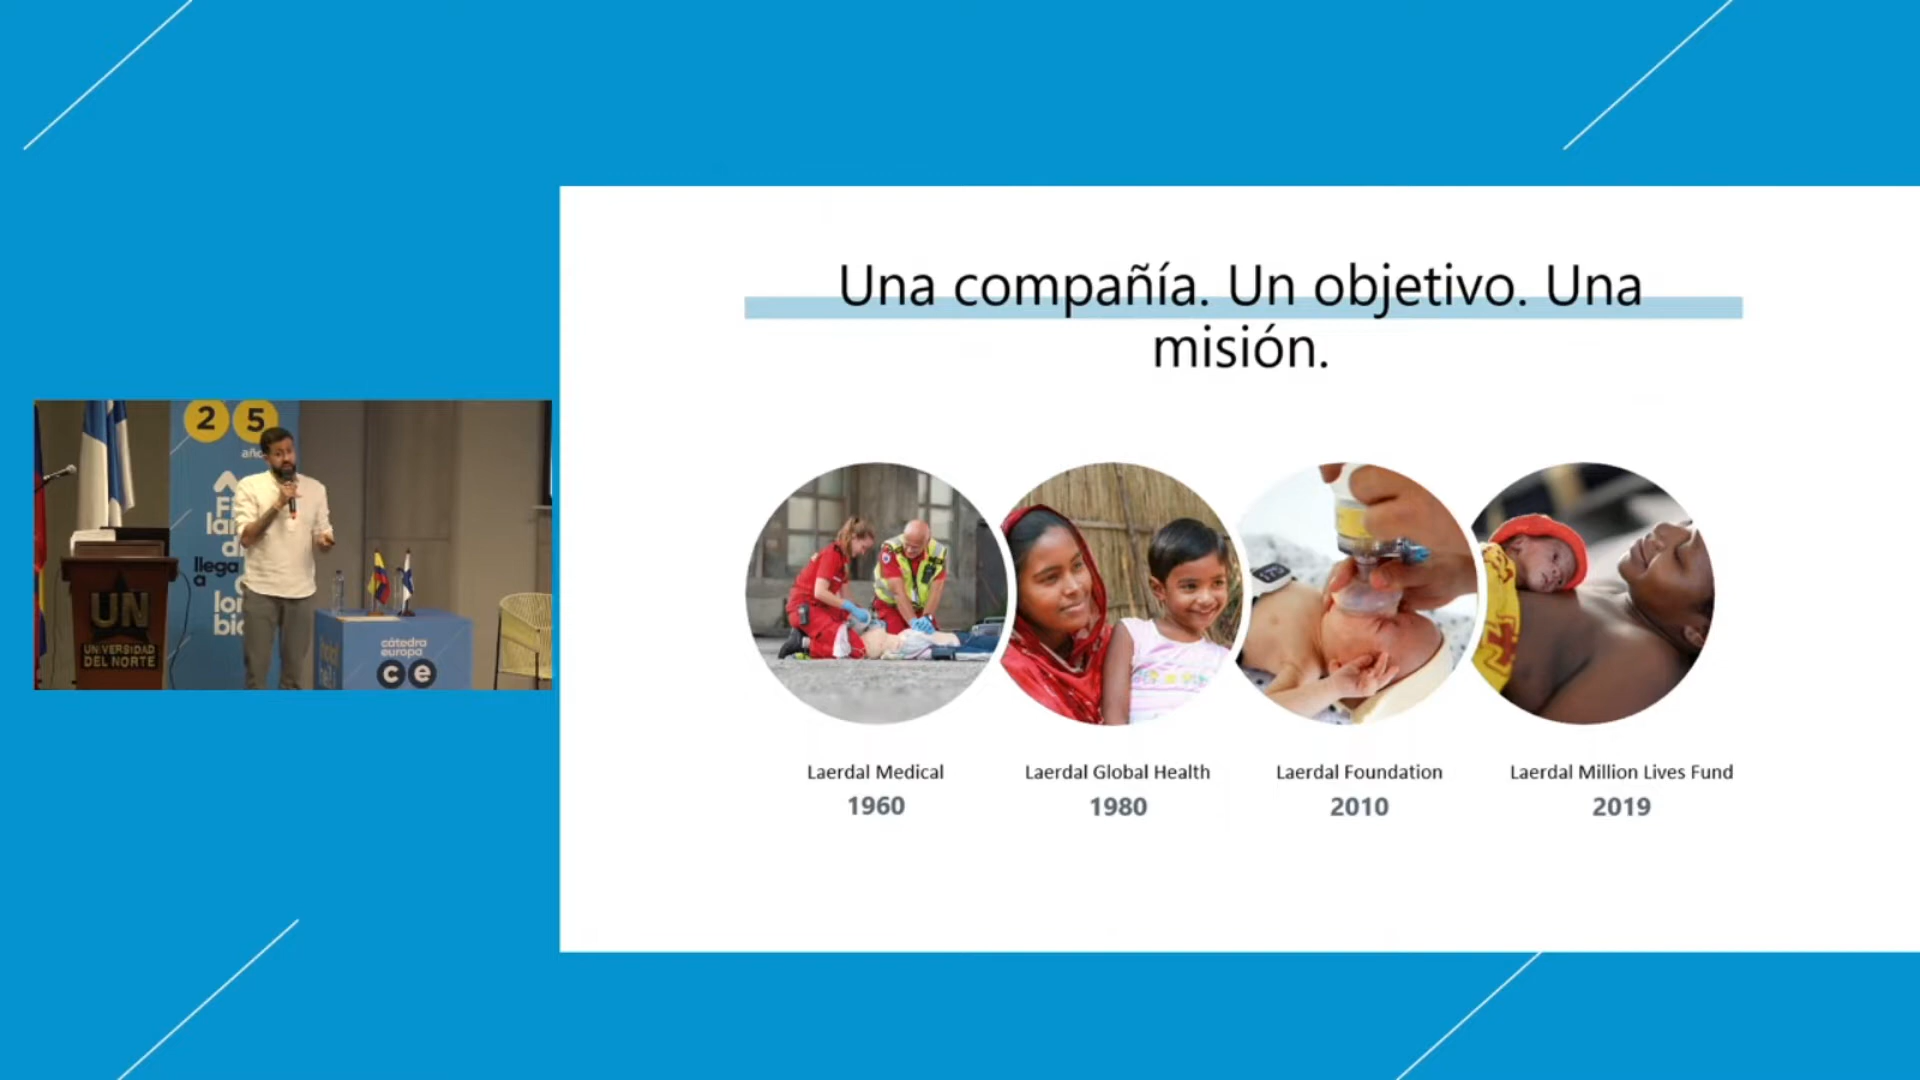 Una compañía. Un objetivo. Una
misión.
Laerdal Medical
1960
Laerdal Global Health
1980
Laerdal Foundation
2010
Laerdal Million Lives Fund
2019
2 5
llega
a
UN
UNIVERSIDAD
DEL NORTE
cátedra
europa
c e
175